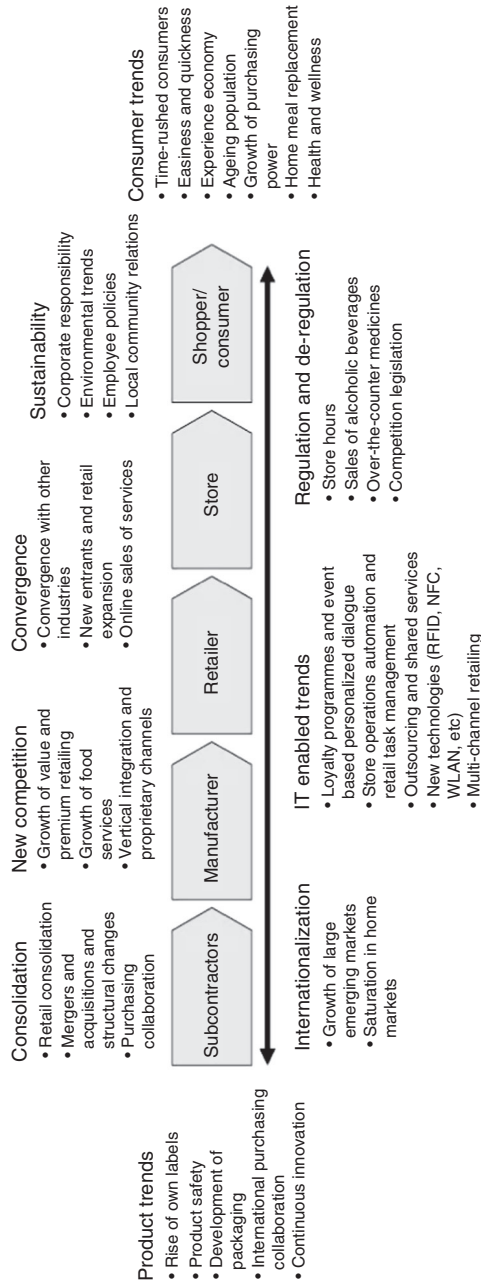 Product trends
• Rise of own labels
• Product safety
• Development of
packaging
• International purchasing
collaboration
• Continuous innovation
Consolidation
• Retail consolidation
• Mergers and
acquisitions and
structural changes
• Purchasing
collaboration
New competition
• Growth of value and
premium retailing
• Growth of food
services
• Vertical integration and
proprietary channels
Convergence
• Convergence with other
industries
• New entrants and retail
expansion
• Online sales of services
Sustainability
• Corporate responsibility
• Environmental trends
• Employee policies
• Local community relations
Consumer trends
• Time-rushed consumers
• Easiness and quickness
• Experience economy
• Ageing population
• Growth of purchasing
power
• Home meal replacement
• Health and wellness
Subcontractors
Manufacturer
Retailer
Store
Shopper/
consumer
Internationalization
• Growth of large
emerging markets
• Saturation in home
markets
IT enabled trends
• Loyalty programmes and event
based personalized dialogue
• Store operations automation and
retail task management
• Outsourcing and shared services
• New technologies (RFID, NFC,
WLAN, etc)
• Multi-channel retailing
Regulation and de-regulation
• Store hours
• Sales of alcoholic beverages
• Over-the-counter medicines
• Competition legislation